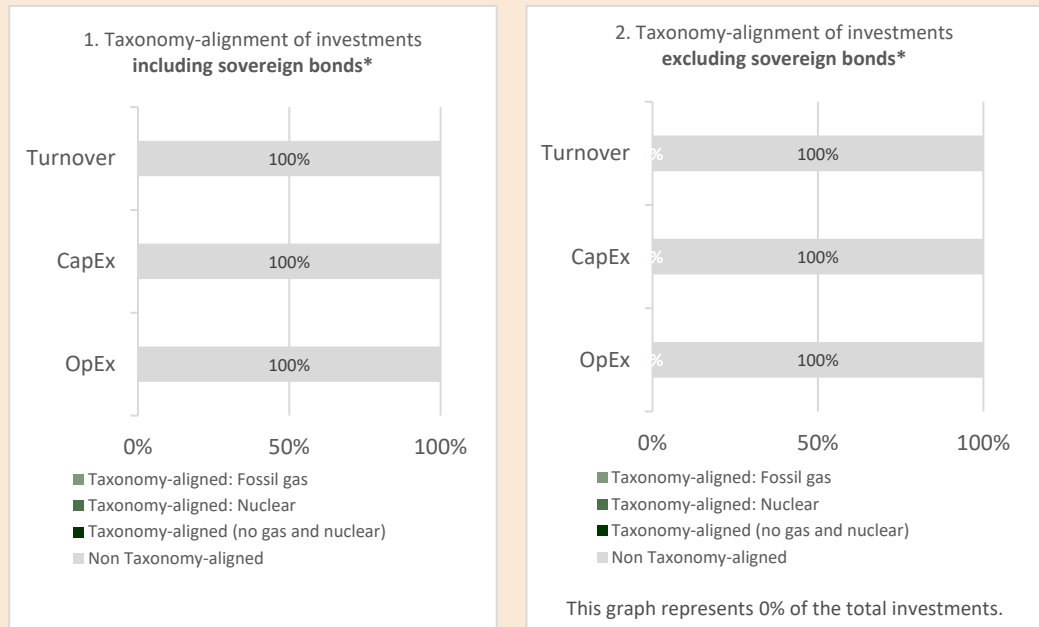 1. Taxonomy-alignment of investments
including sovereign bonds*
Turnover
100%
CapEx
100%
OpEx
100%
0% 50% 100%
Taxonomy-aligned: Fossil gas
Taxonomy-aligned: Nuclear
Taxonomy-aligned (no gas and nuclear)
Non Taxonomy-aligned
2. Taxonomy-alignment of investments
excluding sovereign bonds*
Turnover
% 100%
CapEx
% 100%
OpEx
% 100%
0% 50% 100%
Taxonomy-aligned: Fossil gas
Taxonomy-aligned: Nuclear
Taxonomy-aligned (no gas and nuclear)
Non Taxonomy-aligned
This graph represents 0% of the total investments.